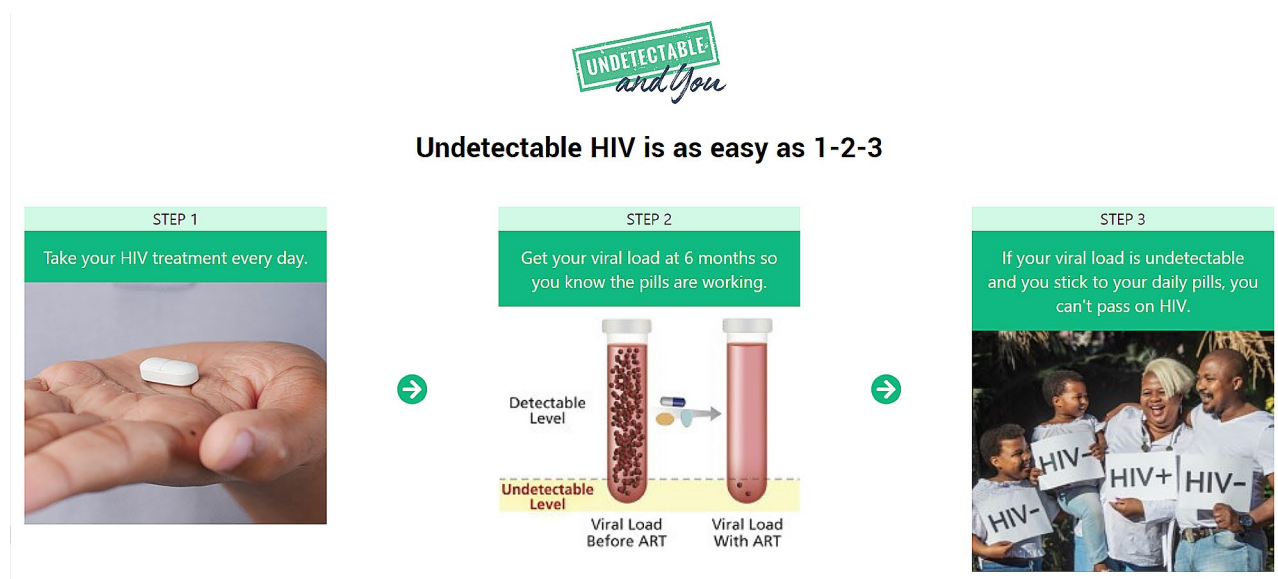 UNDETECTABLE
and You
Undetectable HIV is as easy as 1-2-3
STEP 1
Take your HIV treatment every day.
STEP 2
Get your viral load at 6 months so
you know the pills are working.
Detectable
Level
Undetectable
Level
Viral Load
Before ART
Viral Load
With ART
STEP 3
If your viral load is undetectable
and you stick to your daily pills, you
can't pass on HIV.
HIV-
HIV-
HIV+
HIV-